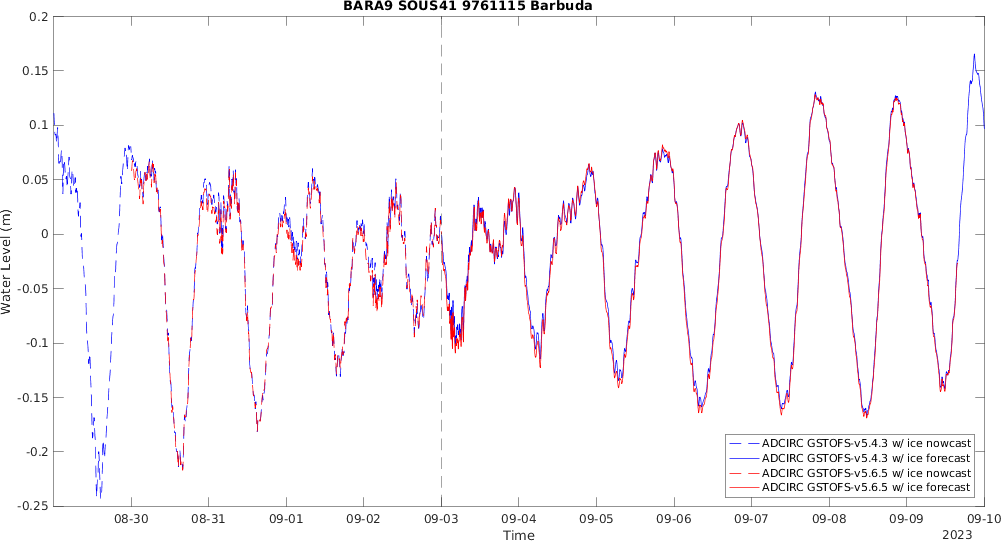 BARA9 SOUS41 9761115 Barbuda
0.2
0.15
0.1
0.05
0
-0.05
-0.1
-0.15
-0.2
-0.25
Water Level (m)
ADCIRC GSTOFS-v5.4.3 w/ ice nowcast
ADCIRC GSTOFS-v5.4.3 w/ ice forecast
ADCIRC GSTOFS-v5.6.5 w/ ice nowcast
ADCIRC GSTOFS-v5.6.5 w/ ice forecast
08-30 08-31 09-01 09-02 09-03 09-04 09-05 09-06 09-07 09-08 09-09 09-10
Time
2023